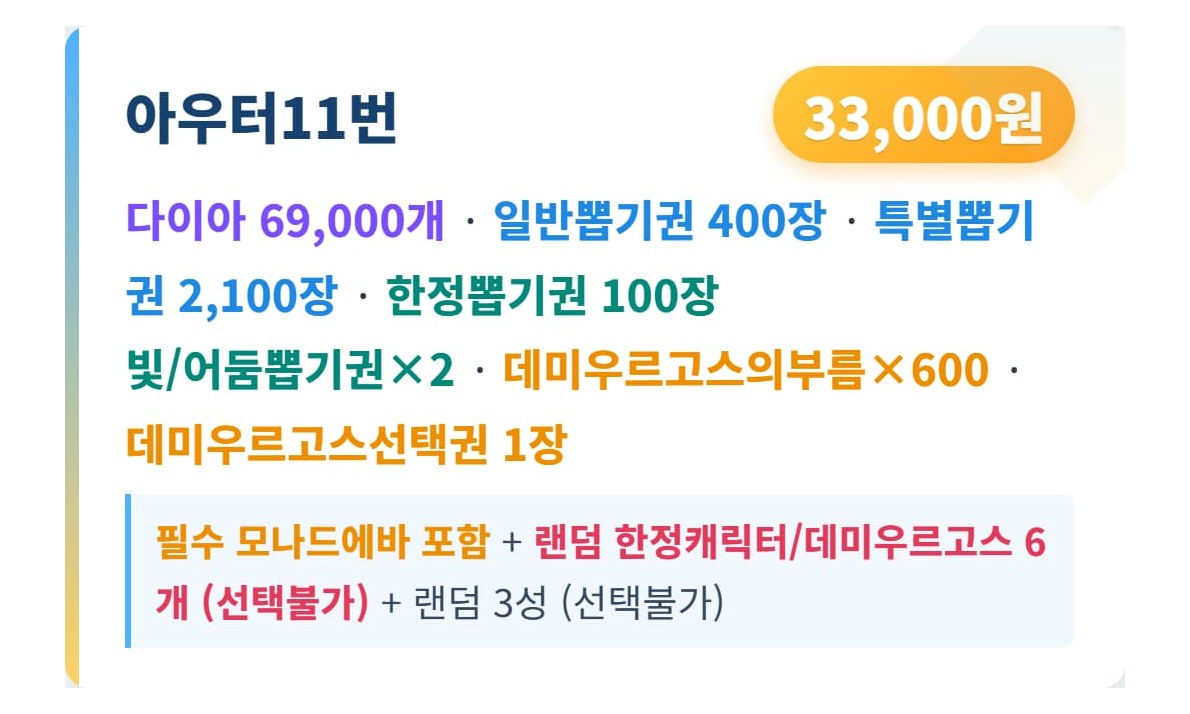 아우터11번
33,000원
다이아 69,000개 · 일반뽑기권 400장 · 특별뽑기
권 2,100장 · 한정뽑기권 100장
빛/어둠뽑기권×2 · 데미우르고스의부름×600 ·
데미우르고스선택권 1장
필수 모나드에바 포함 + 랜덤 한정캐릭터/데미우르고스 6
개 (선택불가) + 랜덤 3성 (선택불가)